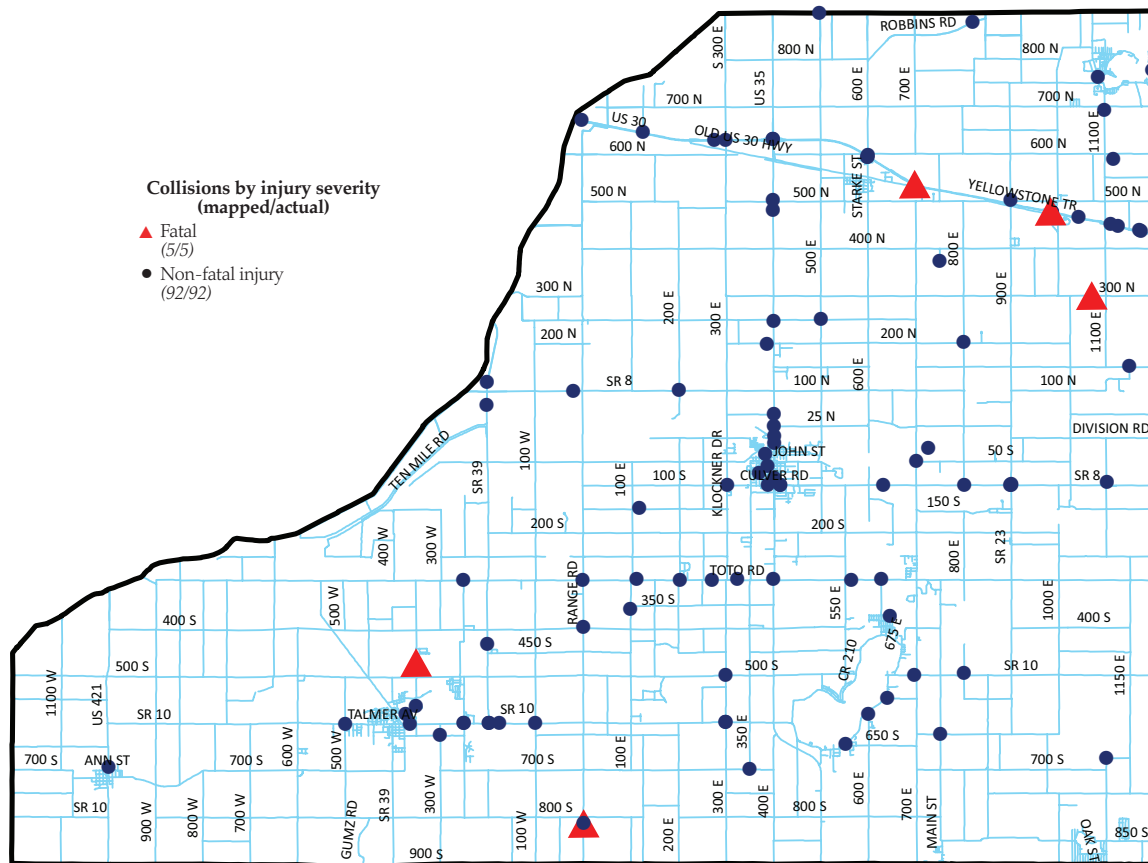 ROBBINS RD
S 300 E
800 N
800 N
US 35
600 E
700 E
700 N
700 N
US 30
OLD US 30 HWY
1100 E
600 N
600 N
STARKE ST
Collisions by injury severity
(mapped/actual)
Fatal
(5/5)
Non-fatal injury
(92/92)
500 N
500 N
YELLOWSTONE TR
500 N
400 N
500 E
800 E
900 E
300 N
300 N
200 E
300 E
1100 E
200 N
200 N
600 E
SR 8
100 N
100 N
25 N
DIVISION RD
TEN MILE RD
100 W
KLOCKNER DR
JOHN ST
50 S
SR 39
100 E
100 S
CULVER RD
SR 8
150 S
200 S
200 S
400 W
300 W
SR 23
800 E
RANGE RD
TOTO RD
500 W
350 S
550 E
1000 E
400 S
400 S
675 E
450 S
CR 210
500 S
500 S
SR 10
1100 W
US 421
1150 E
SR 10
TALMER AV
SR 10
350 E
650 S
600 W
500 W
100 E
700 S
ANN ST
700 S
700 S
700 S
300 W
300 E
400 E
600 E
700 E
SR 10
900 W
800 W
700 W
GUMZ RD
SR 39
100 W
800 S
200 E
800 S
MAIN ST
OAK ST
850 S
900 S